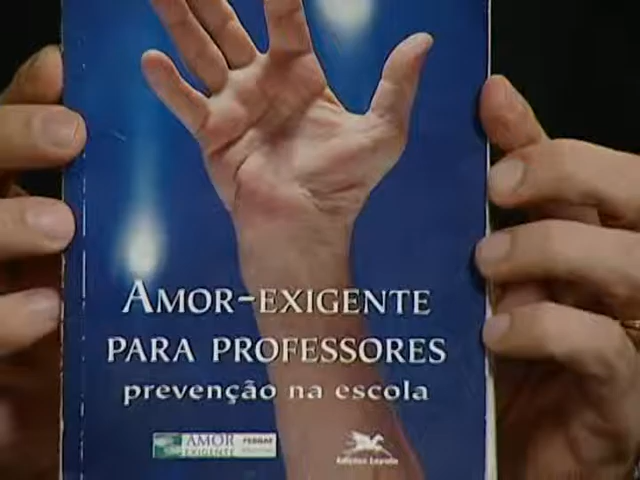 AMOR-EXIGENTE
PARA PROFESSORES
prevenção na escola
AMOR
EXIGENTE
FEBRAE
Edições Loyola